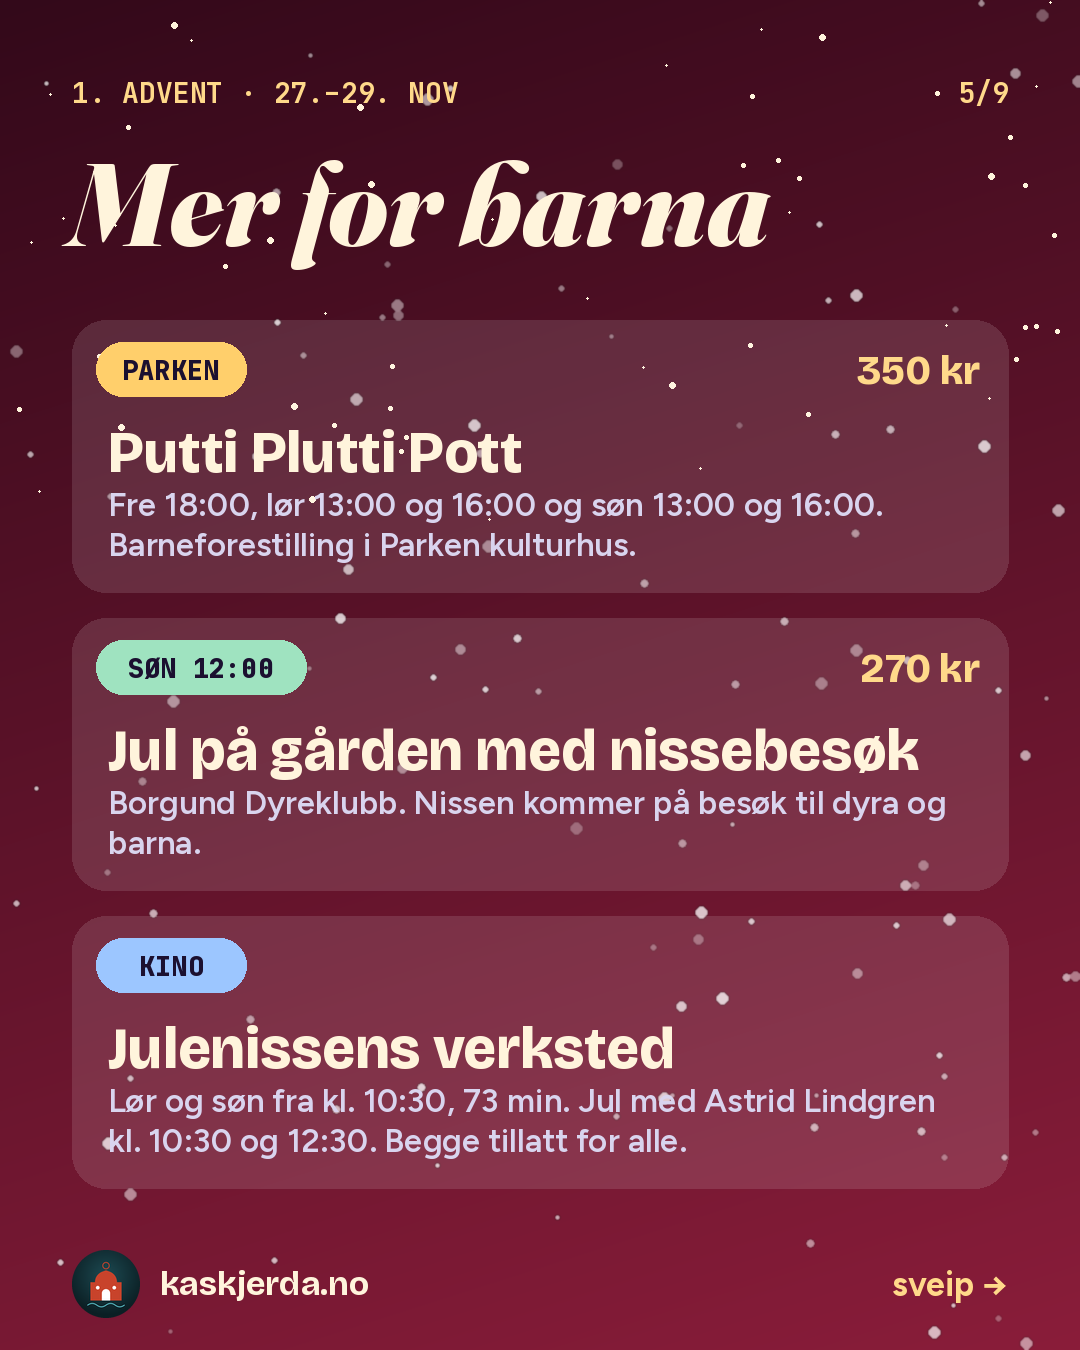 1. ADVENT · 27.–29. NOV
5/9
Mer for barna
PARKEN
350 kr
Putti Plutti Pott
Fre 18:00, lør 13:00 og 16:00 og søn 13:00 og 16:00.
Barneforestilling i Parken kulturhus.
SØN 12:00
270 kr
Jul på gården med nissebesøk
Borgund Dyreklubb. Nissen kommer på besøk til dyra og
barna.
KINO
Julenissens verksted
Lør og søn fra kl. 10:30, 73 min. Jul med Astrid Lindgren
kl. 10:30 og 12:30. Begge tillatt for alle.
kaskjerda.no
sveip →